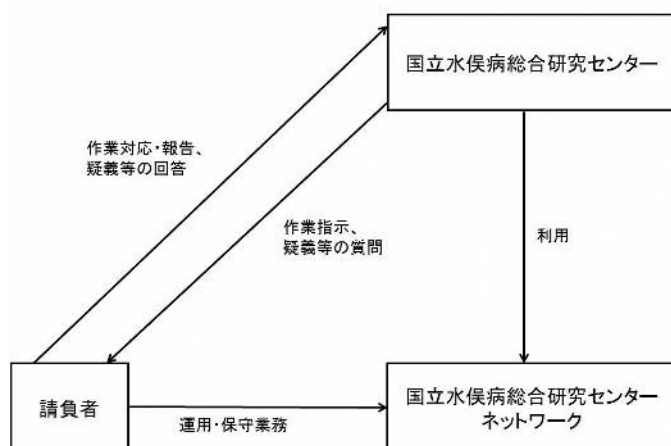 国立水俣病総合研究センター
作業対応・報告、
疑義等の回答
作業指示、
疑義等の質問
利用
請負者
運用・保守業務
国立水俣病総合研究センター
ネットワーク